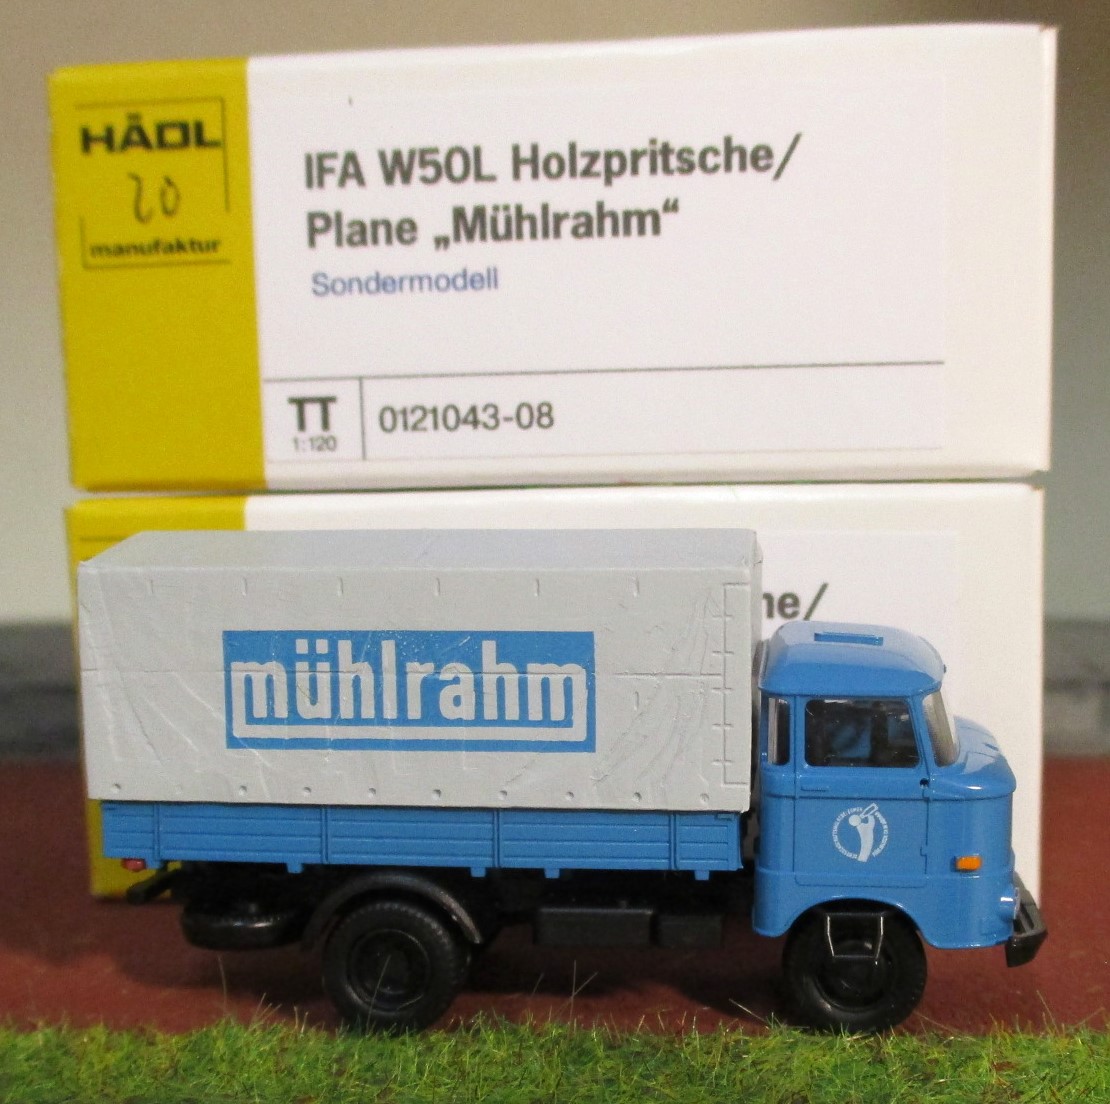 HÄDL
20
manufaktur
IFA W50L Holzpritsche/
Plane „Mühlrahm“
Sondermodell
TT
1:120
0121043-08
he/
mühlrahm